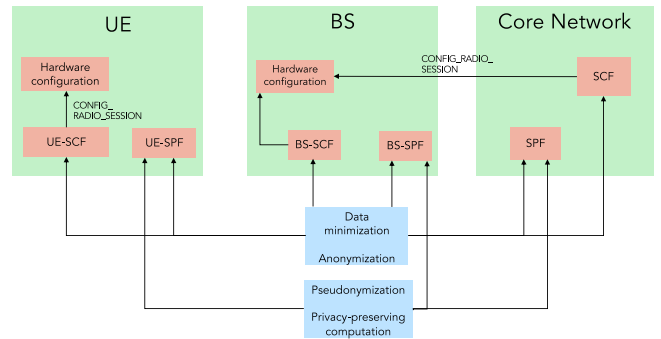 UE
BS
Core Network
Hardware
configuration
CONFIG_
RADIO_SESSION
UE-SCF
UE-SPF
Hardware
configuration
BS-SCF
BS-SPF
CONFIG_RADIO_
SESSION
SCF
SPF
Data
minimization
Anonymization
Pseudonymization
Privacy-preserving
computation